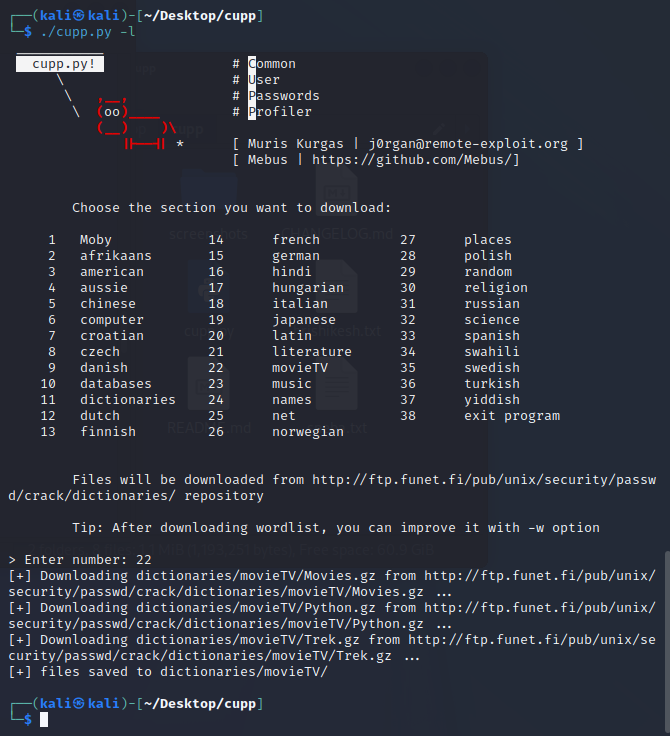 ┌──(kali㉿kali)-[~/Desktop/cupp]
└─$ ./cupp.py -l
 ___________
   cupp.py!                 # Common
      \                     # User
       \   ,__,             # Passwords
        \  (oo)____         # Profiler
           (__)    )\
              ||--|| *      [ Muris Kurgas | j0rgan@remote-exploit.org ]
                            [ Mebus | https://github.com/Mebus/]
        Choose the section you want to download:
     1   Moby            14      french          27      places
     2   afrikaans       15      german          28      polish
     3   american        16      hindi           29      random
     4   aussie          17      hungarian       30      religion
     5   chinese         18      italian         31      russian
     6   computer        19      japanese        32      science
     7   croatian        20      latin           33      spanish
     8   czech           21      literature      34      swahili
     9   danish          22      movieTV         35      swedish
    10   databases       23      music           36      turkish
    11   dictionaries    24      names           37      yiddish
    12   dutch           25      net             38      exit program
    13   finnish         26      norwegian
        Files will be downloaded from http://ftp.funet.fi/pub/unix/security/passw
d/crack/dictionaries/ repository
        Tip: After downloading wordlist, you can improve it with -w option
> Enter number: 22
[+] Downloading dictionaries/movieTV/Movies.gz from http://ftp.funet.fi/pub/unix/
security/passwd/crack/dictionaries/movieTV/Movies.gz ...
[+] Downloading dictionaries/movieTV/Python.gz from http://ftp.funet.fi/pub/unix/
security/passwd/crack/dictionaries/movieTV/Python.gz ...
[+] Downloading dictionaries/movieTV/Trek.gz from http://ftp.funet.fi/pub/unix/se
curity/passwd/crack/dictionaries/movieTV/Trek.gz ...
[+] files saved to dictionaries/movieTV/
┌──(kali㉿kali)-[~/Desktop/cupp]
└─$